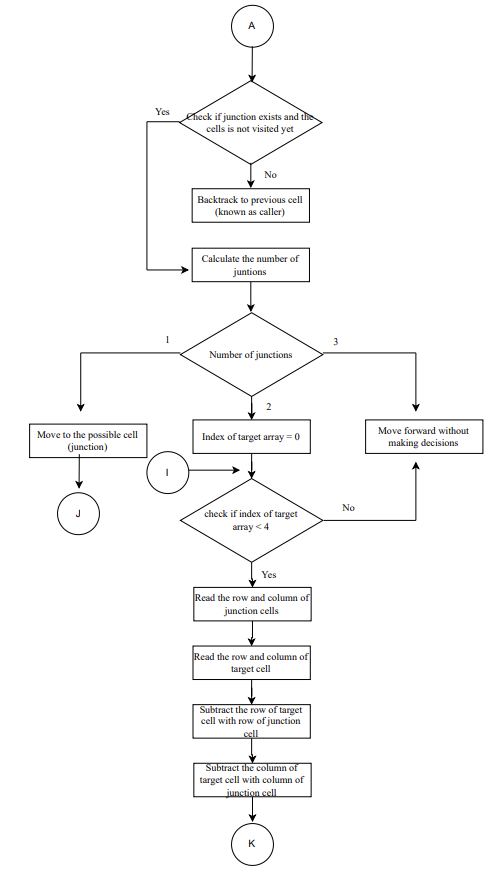 A
Yes
Check if junction exists and the
cells is not visited yet
No
Backtrack to previous cell
(known as caller)
Calculate the number of
juntions
1
Number of junctions
3
2
Move to the possible cell
(junction)
Index of target array = 0
Move forward without
making decisions
I
J
check if index of target
array < 4
No
Yes
Read the row and column of
junction cells
Read the row and column of
target cell
Subtract the row of target
cell with row of junction
cell
Subtract the column of
target cell with column of
junction cell
K